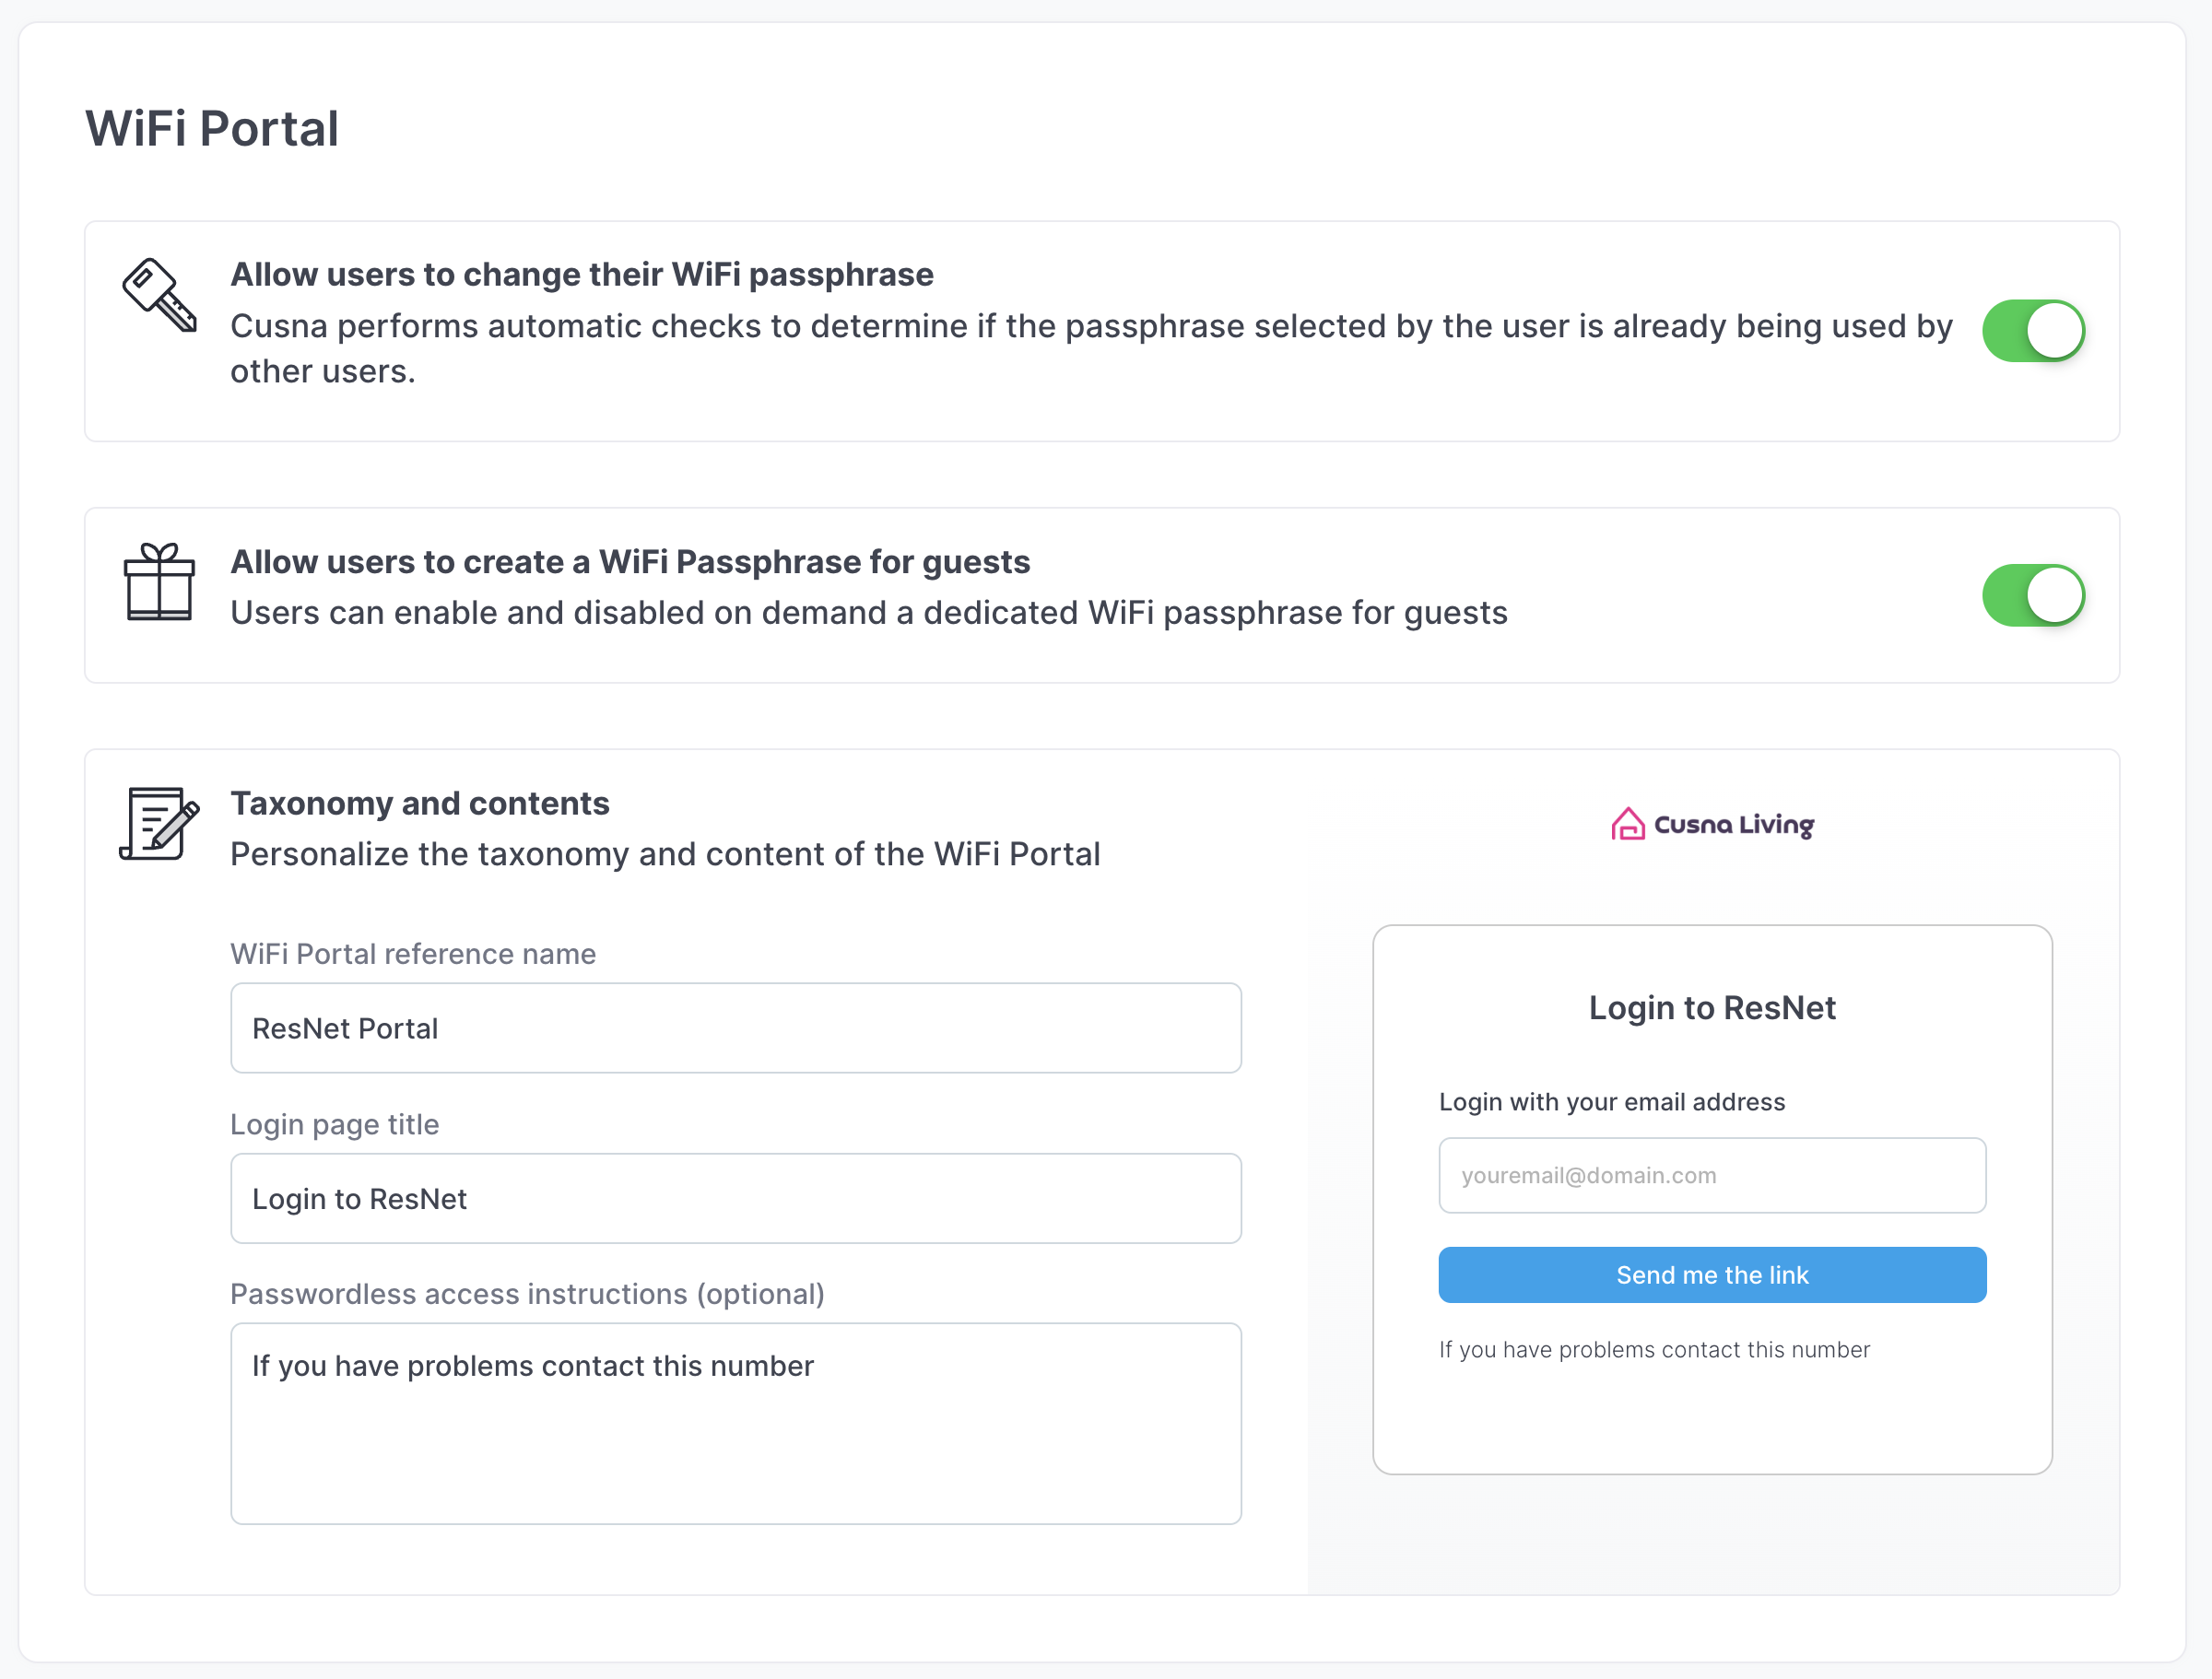 WiFi Portal
Allow users to change their WiFi passphrase
Cusna performs automatic checks to determine if the passphrase selected by the user is already being used by
other users.
Allow users to create a WiFi Passphrase for guests
Users can enable and disabled on demand a dedicated WiFi passphrase for guests
Taxonomy and contents
Personalize the taxonomy and content of the WiFi Portal
WiFi Portal reference name
ResNet Portal
Login page title
Login to ResNet
Passwordless access instructions (optional)
If you have problems contact this number
Cusna Living
Login to ResNet
Login with your email address
youremail@domain.com
Send me the link
If you have problems contact this number